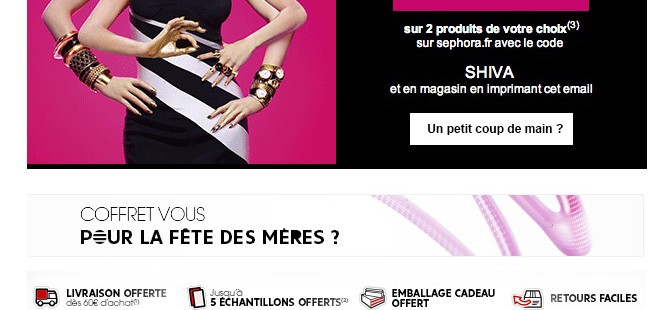 sur 2 produits de votre choix(3)
sur sephora.fr avec le code
SHIVA
et en magasin en imprimant cet email
Un petit coup de main ?
COFFRET VOUS
POUR LA FÊTE DES MÈRES ?
LIVRAISON OFFERTE
dès 60€ d'achat(1)
Jusqu'à
5 ÉCHANTILLONS OFFERTS(2)
EMBALLAGE CADEAU
OFFERT
RETOURS FACILES